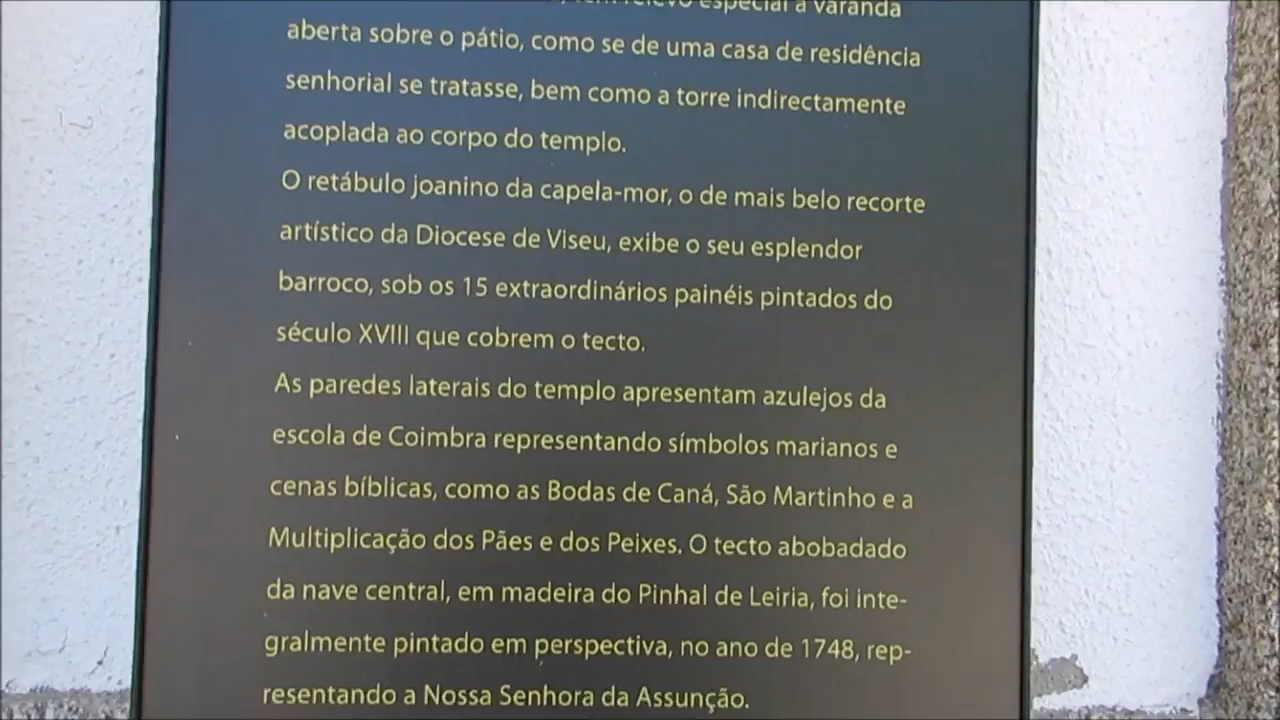 especial a varanda
aberta sobre o pátio, como se de uma casa de residência
senhorial se tratasse, bem como a torre indirectamente
acoplada ao corpo do templo.
O retábulo joanino da capela-mor, o de mais belo recorte
artístico da Diocese de Viseu, exibe o seu esplendor
barroco, sob os 15 extraordinários painéis pintados do
século XVIII que cobrem o tecto.
As paredes laterais do templo apresentam azulejos da
escola de Coimbra representando símbolos marianos e
cenas bíblicas, como as Bodas de Caná, São Martinho e a
Multiplicação dos Pães e dos Peixes. O tecto abobadado
da nave central, em madeira do Pinhal de Leiria, foi inte-
gralmente pintado em perspectiva, no ano de 1748, rep-
resentando a Nossa Senhora da Assunção.